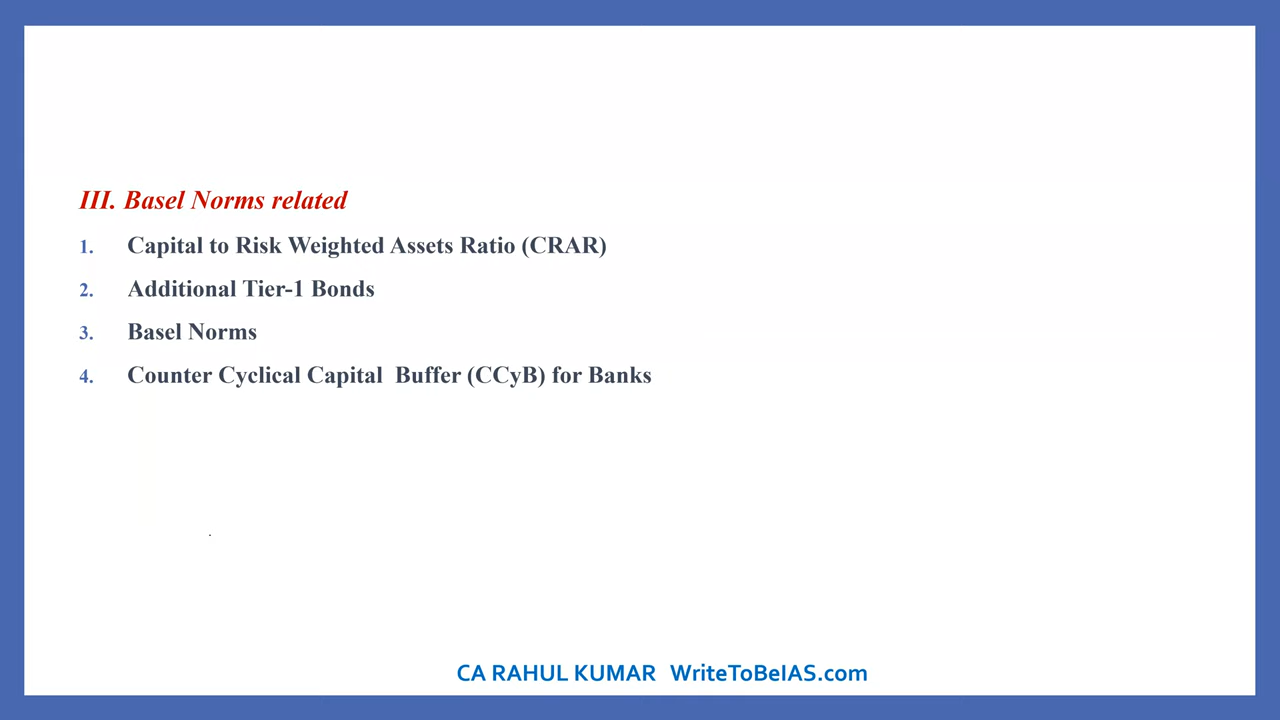 III. Basel Norms related
1. Capital to Risk Weighted Assets Ratio (CRAR)
2. Additional Tier-1 Bonds
3. Basel Norms
4. Counter Cyclical Capital  Buffer (CCyB) for Banks
CA RAHUL KUMAR   WriteToBeIAS.com